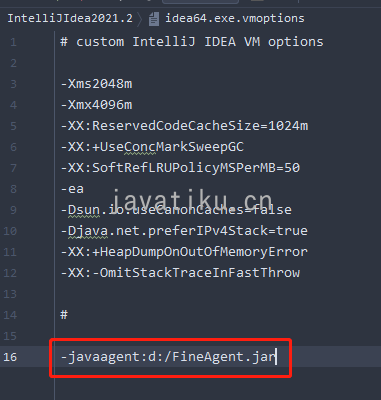 IntelliJIdea2021.2 idea64.exe.vmoptions
1 # custom IntelliJ IDEA VM options
2
3 -Xms2048m
4 -Xmx4096m
5 -XX:ReservedCodeCacheSize=1024m
6 -XX:+UseConcMarkSweepGC
7 -XX:SoftRefLRUPolicyMSPerMB=50
8 -ea
javatiku.cn
9 -Dsun.io.useCanonCaches=false
10 -Djava.net.preferIPv4Stack=true
11 -XX:+HeapDumpOnOutOfMemoryError
12 -XX:-OmitStackTraceInFastThrow
13
14 #
15
16 -javaagent:d:/FineAgent.jar